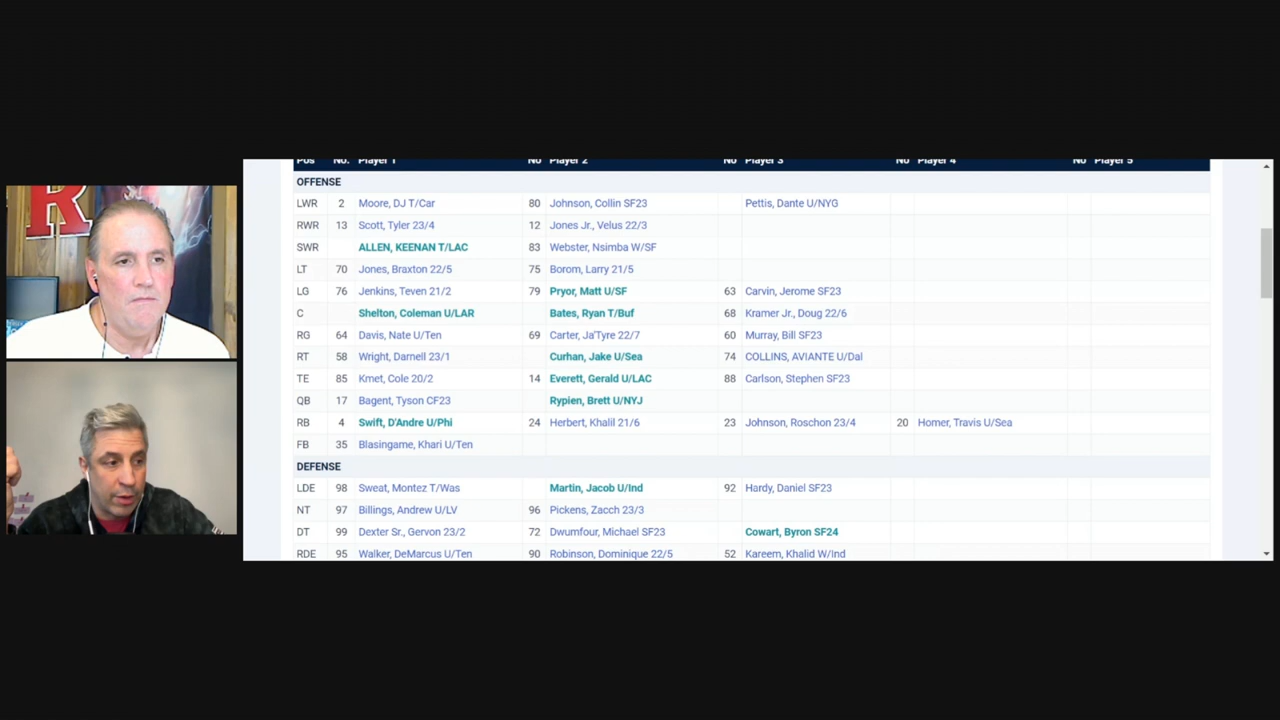 R
Pos No. Player 1 No Player 2 No Player 3 No Player 4 No Player 5
OFFENSE
LWR 2 Moore, DJ T/Car 80 Johnson, Collin SF23 Pettis, Dante U/NYG
RWR 13 Scott, Tyler 23/4 12 Jones Jr., Velus 22/3
SWR ALLEN, KEENAN T/LAC 83 Webster, Nsimba W/SF
LT 70 Jones, Braxton 22/5 75 Borom, Larry 21/5
LG 76 Jenkins, Teven 21/2 79 Pryor, Matt U/SF 63 Carvin, Jerome SF23
C Shelton, Coleman U/LAR Bates, Ryan T/Buf 68 Kramer Jr., Doug 22/6
RG 64 Davis, Nate U/Ten 69 Carter, Ja'Tyre 22/7 60 Murray, Bill SF23
RT 58 Wright, Darnell 23/1 Curhan, Jake U/Sea 74 COLLINS, AVIANTE U/Dal
TE 85 Kmet, Cole 20/2 14 Everett, Gerald U/LAC 88 Carlson, Stephen SF23
QB 17 Bagent, Tyson CF23 Rypien, Brett U/NYJ
RB 4 Swift, D'Andre U/Phi 24 Herbert, Khalil 21/6 23 Johnson, Roschon 23/4 20 Homer, Travis U/Sea
FB 35 Blasingame, Khari U/Ten
DEFENSE
LDE 98 Sweat, Montez T/Was Martin, Jacob U/Ind 92 Hardy, Daniel SF23
NT 97 Billings, Andrew U/LV 96 Pickens, Zacch 23/3
DT 99 Dexter Sr., Gervon 23/2 72 Dwumfour, Michael SF23 Cowart, Byron SF24
RDE 95 Walker, DeMarcus U/Ten 90 Robinson, Dominique 22/5 52 Kareem, Khalid W/Ind